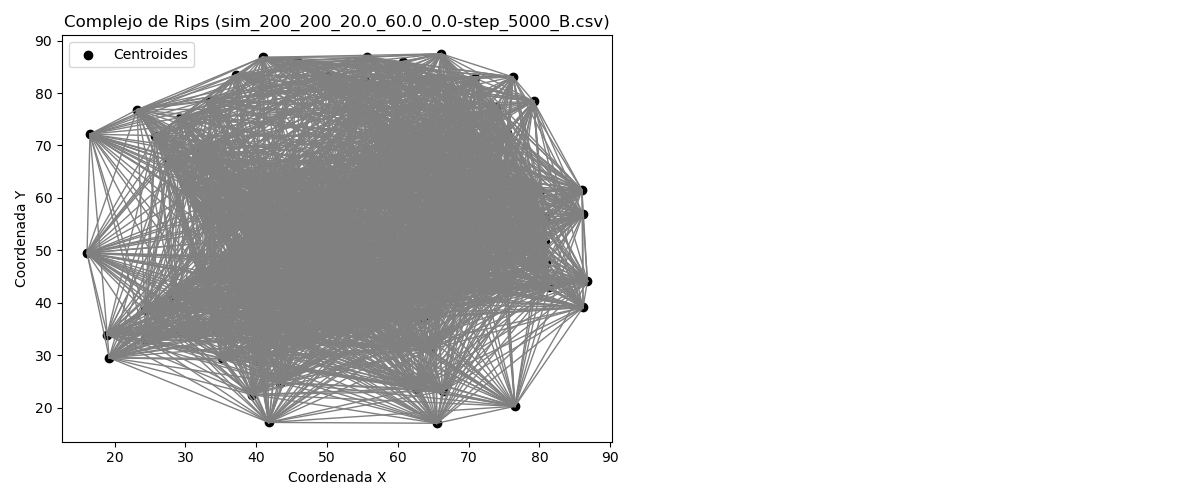 Complejo de Rips (sim_200_200_20.0_60.0_0.0-step_5000_B.csv)
Centroides
90
80
70
60
50
40
30
20
Coordenada Y
20 30 40 50 60 70 80 90
Coordenada X